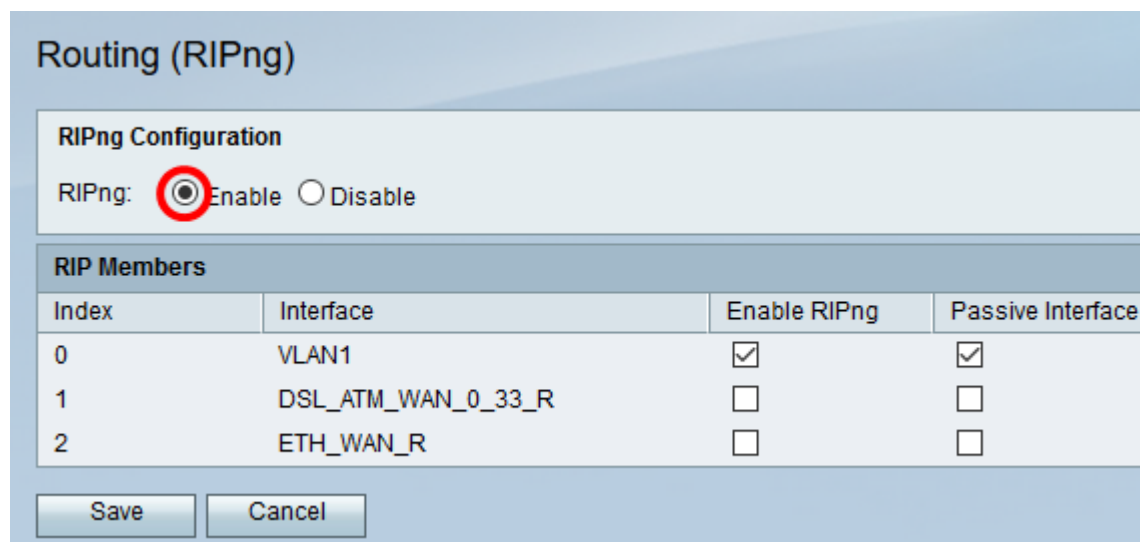 Routing (RIPng)
RIPng Configuration
RIPng: Enable Disable
RIP Members
Index Interface Enable RIPng Passive Interface
0 VLAN1
1 DSL_ATM_WAN_0_33_R
2 ETH_WAN_R
Save Cancel